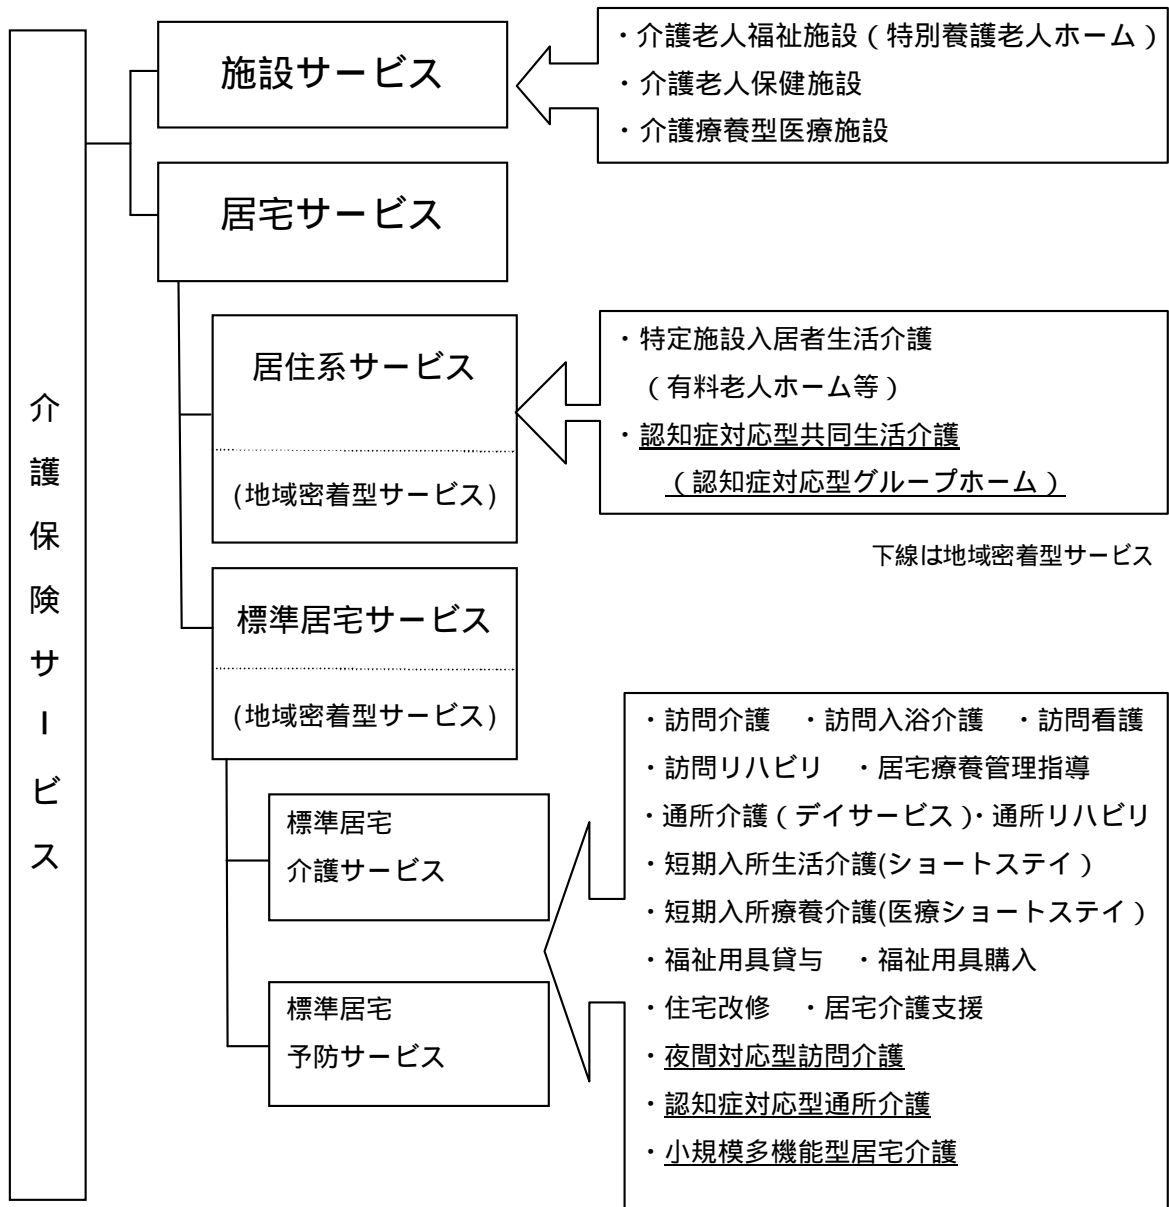 介護保険サービス
施設サービス
・介護老人福祉施設(特別養護老人ホーム)
・介護老人保健施設
・介護療養型医療施設
居宅サービス
居住系サービス
(地域密着型サービス)
・特定施設入居者生活介護
(有料老人ホーム等)
・認知症対応型共同生活介護
(認知症対応型グループホーム)
下線は地域密着型サービス
標準居宅サービス
(地域密着型サービス)
標準居宅
介護サービス
標準居宅
予防サービス
・訪問介護 ・訪問入浴介護 ・訪問看護
・訪問リハビリ ・居宅療養管理指導
・通所介護(デイサービス)・通所リハビリ
・短期入所生活介護(ショートステイ)
・短期入所療養介護(医療ショートステイ)
・福祉用具貸与 ・福祉用具購入
・住宅改修 ・居宅介護支援
・夜間対応型訪問介護
・認知症対応型通所介護
・小規模多機能型居宅介護